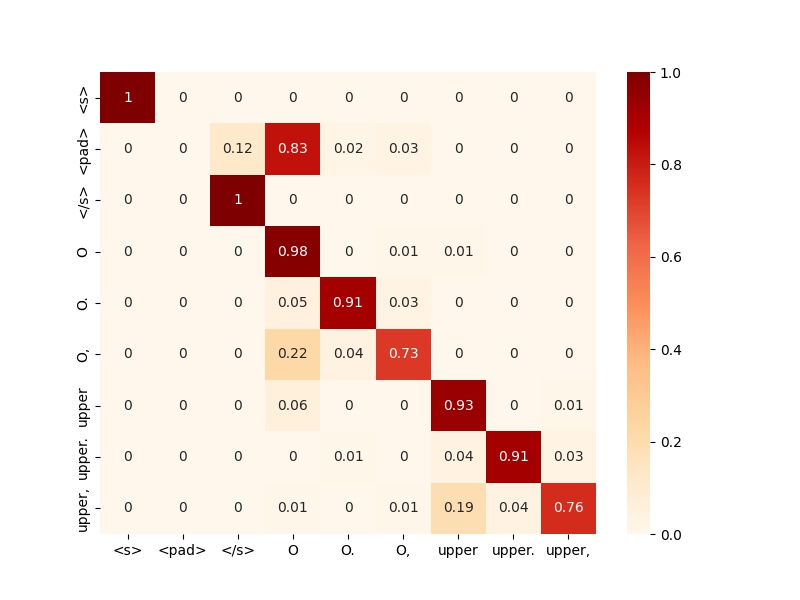 <s> 1 0 0 0 0 0 0 0 0
<pad> 0 0 0.12 0.83 0.02 0.03 0 0 0
</s> 0 0 1 0 0 0 0 0 0
O 0 0 0 0.98 0 0.01 0.01 0 0
O. 0 0 0 0.05 0.91 0.03 0 0 0
O, 0 0 0 0.22 0.04 0.73 0 0 0
upper 0 0 0 0.06 0 0 0.93 0 0.01
upper. 0 0 0 0 0.01 0 0.04 0.91 0.03
upper, 0 0 0 0.01 0 0.01 0.19 0.04 0.76
<s> <pad> </s> O O. O, upper upper. upper,
1.0
0.8
0.6
0.4
0.2
0.0